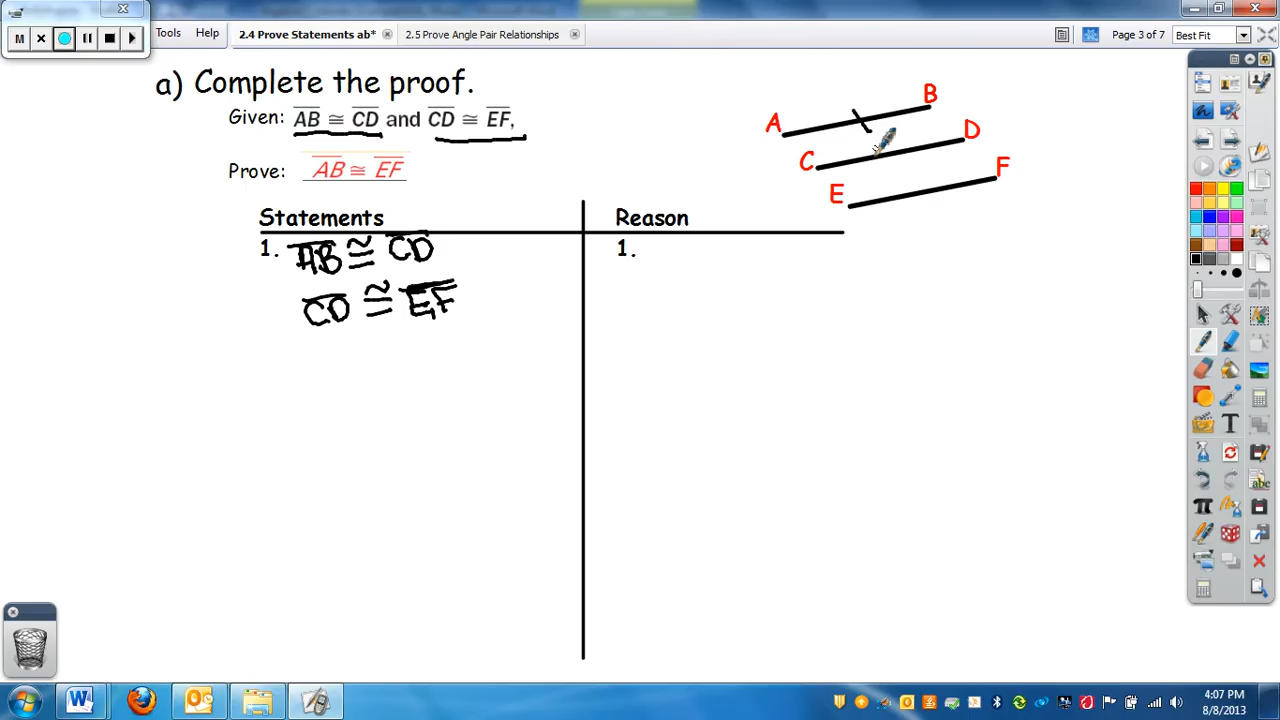 M
Tools Help
2.4 Prove Statements ab* 2.5 Prove Angle Pair Relationships
Page 3 of 7 Best Fit
a) Complete the proof.
Given: AB ≅ CD and CD ≅ EF,
Prove: AB ≅ EF
A
B
C
D
E
F
Statements Reason
1. AB ≅ CD 1.
CD ≅ EF
4:07 PM
8/8/2013